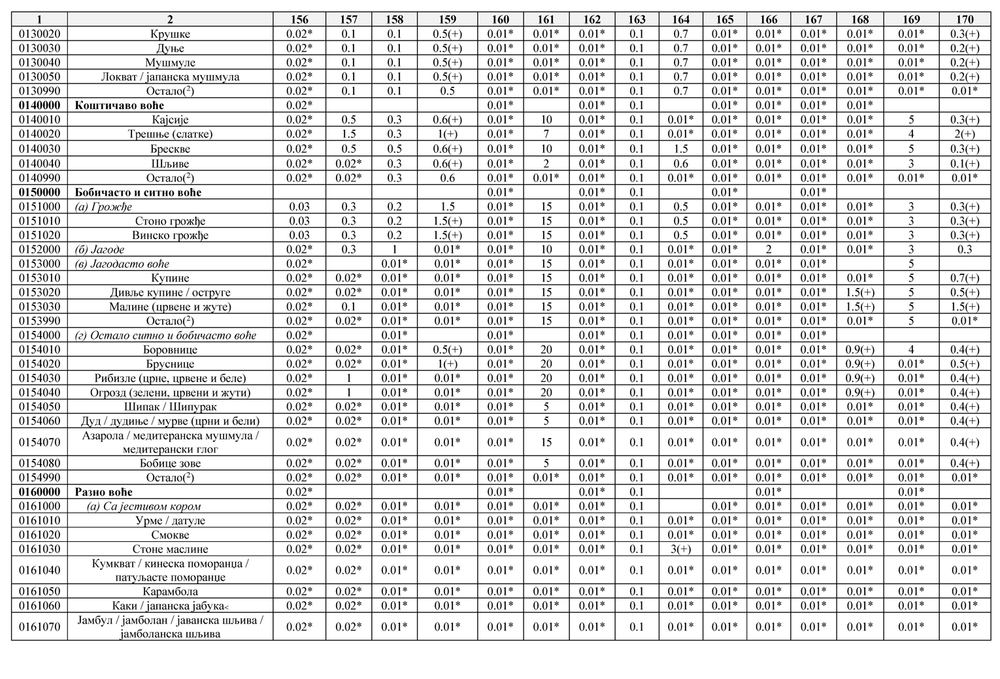 1 2 156 157 158 159 160 161 162 163 164 165 166 167 168 169 170
0130020 Крушке 0.02* 0.1 0.1 0.5(+) 0.01* 0.01* 0.01* 0.1 0.7 0.01* 0.01* 0.01* 0.01* 0.01* 0.3(+)
0130030 Дуње 0.02* 0.1 0.1 0.5(+) 0.01* 0.01* 0.01* 0.1 0.7 0.01* 0.01* 0.01* 0.01* 0.01* 0.2(+)
0130040 Мушмуле 0.02* 0.1 0.1 0.5(+) 0.01* 0.01* 0.01* 0.1 0.7 0.01* 0.01* 0.01* 0.01* 0.01* 0.2(+)
0130050 Локват / јапанска мушмула 0.02* 0.1 0.1 0.5(+) 0.01* 0.01* 0.01* 0.1 0.7 0.01* 0.01* 0.01* 0.01* 0.01* 0.2(+)
0130990 Остало(2) 0.02* 0.1 0.1 0.5 0.01* 0.01* 0.01* 0.1 0.7 0.01* 0.01* 0.01* 0.01* 0.01* 0.01*
0140000 Коштичаво воће 0.02* 0.01* 0.01* 0.1 0.01* 0.01* 0.01* 0.01*
0140010 Кајсије 0.02* 0.5 0.3 0.6(+) 0.01* 10 0.01* 0.1 0.01* 0.01* 0.01* 0.01* 0.01* 5 0.3(+)
0140020 Трешње (слатке) 0.02* 1.5 0.3 1(+) 0.01* 7 0.01* 0.1 0.01* 0.01* 0.01* 0.01* 0.01* 4 2(+)
0140030 Брескве 0.02* 0.5 0.5 0.6(+) 0.01* 10 0.01* 0.1 1.5 0.01* 0.01* 0.01* 0.01* 5 0.3(+)
0140040 Шљиве 0.02* 0.02* 0.3 0.6(+) 0.01* 2 0.01* 0.1 0.6 0.01* 0.01* 0.01* 0.01* 3 0.1(+)
0140990 Остало(2) 0.02* 0.02* 0.3 0.6 0.01* 0.01* 0.01* 0.1 0.01* 0.01* 0.01* 0.01* 0.01* 0.01* 0.01*
0150000 Бобичасто и ситно воће 0.01* 0.01* 0.1 0.01* 0.01*
0151000 (а) Грожђе 0.03 0.3 0.2 1.5 0.01* 15 0.01* 0.1 0.5 0.01* 0.01* 0.01* 0.01* 3 0.3(+)
0151010 Стоно грожђе 0.03 0.3 0.2 1.5(+) 0.01* 15 0.01* 0.1 0.5 0.01* 0.01* 0.01* 0.01* 3 0.3(+)
0151020 Винско грожђе 0.03 0.3 0.2 1.5(+) 0.01* 15 0.01* 0.1 0.5 0.01* 0.01* 0.01* 0.01* 3 0.3(+)
0152000 (б) Јагоде 0.02* 0.3 1 0.01* 0.01* 10 0.01* 0.1 0.01* 0.01* 2 0.01* 0.01* 3 0.3
0153000 (в) Јагодасто воће 0.02* 0.01* 0.01* 0.01* 15 0.01* 0.1 0.01* 0.01* 0.01* 0.01* 5
0153010 Купине 0.02* 0.02* 0.01* 0.01* 0.01* 15 0.01* 0.1 0.01* 0.01* 0.01* 0.01* 0.01* 5 0.7(+)
0153020 Дивље купине / оструге 0.02* 0.02* 0.01* 0.01* 0.01* 15 0.01* 0.1 0.01* 0.01* 0.01* 0.01* 1.5(+) 5 0.5(+)
0153030 Малине (црвене и жуте) 0.02* 0.1 0.01* 0.01* 0.01* 15 0.01* 0.1 0.01* 0.01* 0.01* 0.01* 1.5(+) 5 1.5(+)
0153990 Остало(2) 0.02* 0.02* 0.01* 0.01* 0.01* 15 0.01* 0.1 0.01* 0.01* 0.01* 0.01* 0.01* 5 0.01*
0154000 (г) Остало ситно и бобичасто воће 0.02* 0.01* 0.01* 0.01* 0.1 0.01* 0.01* 0.01* 0.01*
0154010 Боровнице 0.02* 0.02* 0.01* 0.5(+) 0.01* 20 0.01* 0.1 0.01* 0.01* 0.01* 0.01* 0.9(+) 4 0.4(+)
0154020 Бруснице 0.02* 0.02* 0.01* 1(+) 0.01* 20 0.01* 0.1 0.01* 0.01* 0.01* 0.01* 0.9(+) 0.01* 0.5(+)
0154030 Рибизле (црне, црвене и беле) 0.02* 1 0.01* 0.01* 0.01* 20 0.01* 0.1 0.01* 0.01* 0.01* 0.01* 0.9(+) 0.01* 0.4(+)
0154040 Огрозд (зелени, црвени и жути) 0.02* 1 0.01* 0.01* 0.01* 20 0.01* 0.1 0.01* 0.01* 0.01* 0.01* 0.9(+) 0.01* 0.4(+)
0154050 Шипак / Шипурак 0.02* 0.02* 0.01* 0.01* 0.01* 5 0.01* 0.1 0.01* 0.01* 0.01* 0.01* 0.01* 0.01* 0.4(+)
0154060 Дуд / дудиње / мурве (црни и бели) 0.02* 0.02* 0.01* 0.01* 0.01* 5 0.01* 0.1 0.01* 0.01* 0.01* 0.01* 0.01* 0.01* 0.4(+)
0154070 Азарола / медитеранска мушмула /
медитерански глог 0.02* 0.02* 0.01* 0.01* 0.01* 15 0.01* 0.1 0.01* 0.01* 0.01* 0.01* 0.01* 0.01* 0.4(+)
0154080 Бобице зове 0.02* 0.02* 0.01* 0.01* 0.01* 5 0.01* 0.1 0.01* 0.01* 0.01* 0.01* 0.01* 0.01* 0.4(+)
0154990 Остало(2) 0.02* 0.02* 0.01* 0.01* 0.01* 0.01* 0.01* 0.1 0.01* 0.01* 0.01* 0.01* 0.01* 0.01* 0.01*
0160000 Разно воће 0.02* 0.01* 0.01* 0.1 0.01* 0.01*
0161000 (а) Са јестивом кором 0.02* 0.02* 0.01* 0.01* 0.01* 0.01* 0.01* 0.1 0.01* 0.01* 0.01* 0.01* 0.01* 0.01*
0161010 Урме / датуле 0.02* 0.02* 0.01* 0.01* 0.01* 0.01* 0.01* 0.1 0.01* 0.01* 0.01* 0.01* 0.01* 0.01* 0.01*
0161020 Смокве 0.02* 0.02* 0.01* 0.01* 0.01* 0.01* 0.01* 0.1 0.01* 0.01* 0.01* 0.01* 0.01* 0.01* 0.01*
0161030 Стоне маслине 0.02* 0.02* 0.01* 0.01* 0.01* 0.01* 0.01* 0.1 3(+) 0.01* 0.01* 0.01* 0.01* 0.01* 0.01*
0161040 Кумкват / кинеска поморанџа /
патуљасте поморанџе 0.02* 0.02* 0.01* 0.01* 0.01* 0.01* 0.01* 0.1 0.01* 0.01* 0.01* 0.01* 0.01* 0.01* 0.01*
0161050 Карамбола 0.02* 0.02* 0.01* 0.01* 0.01* 0.01* 0.01* 0.1 0.01* 0.01* 0.01* 0.01* 0.01* 0.01* 0.01*
0161060 Каки / јапанска јабука< 0.02* 0.02* 0.01* 0.01* 0.01* 0.01* 0.01* 0.1 0.01* 0.01* 0.01* 0.01* 0.01* 0.01* 0.01*
0161070 Јамбул / јамболан / јаванска шљива /
јамболанска шљива 0.02* 0.02* 0.01* 0.01* 0.01* 0.01* 0.01* 0.1 0.01* 0.01* 0.01* 0.01* 0.01* 0.01* 0.01*